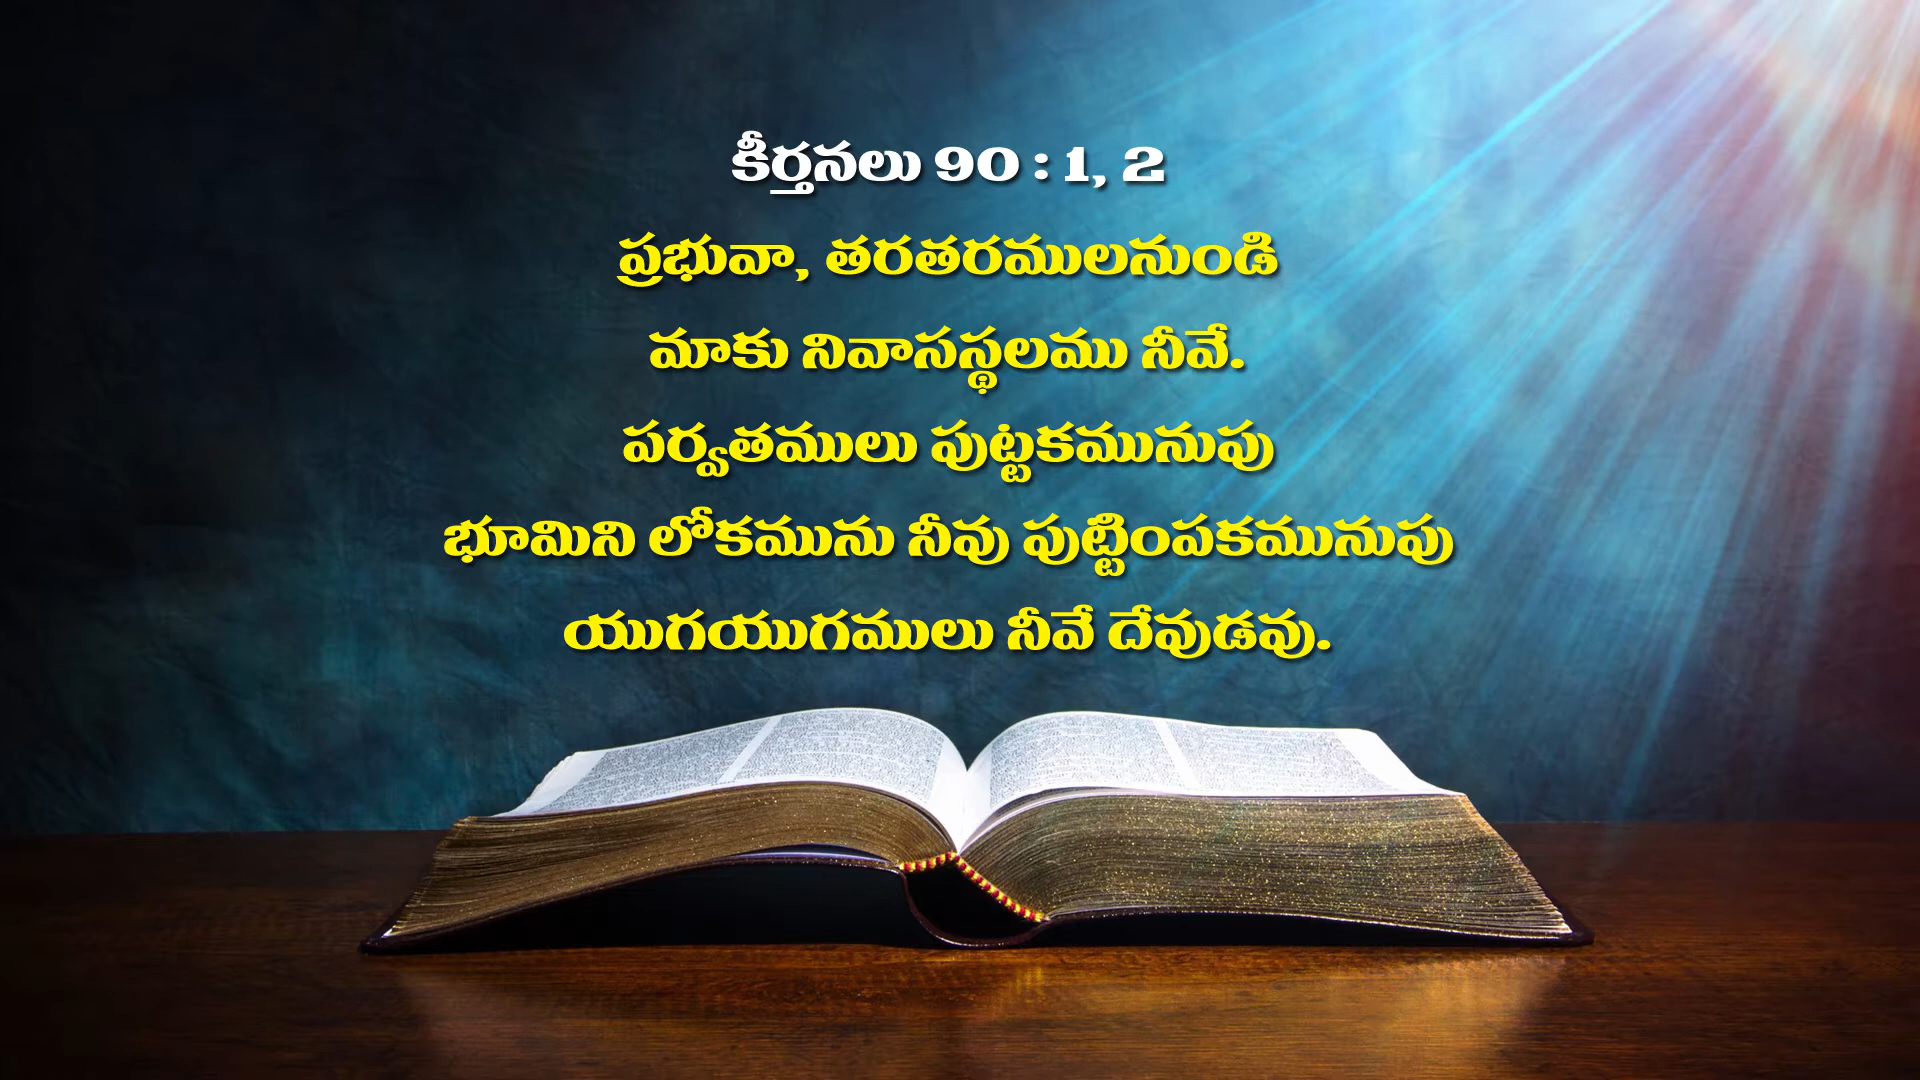 కీర్తనలు 90 : 1, 2
ప్రభువా, తరతరములనుండి
మాకు నివాసస్థలము నీవే.
పర్వతములు పుట్టకమునుపు
భూమిని లోకమును నీవు పుట్టింపకమునుపు
యుగయుగములు నీవే దేవుడవు.